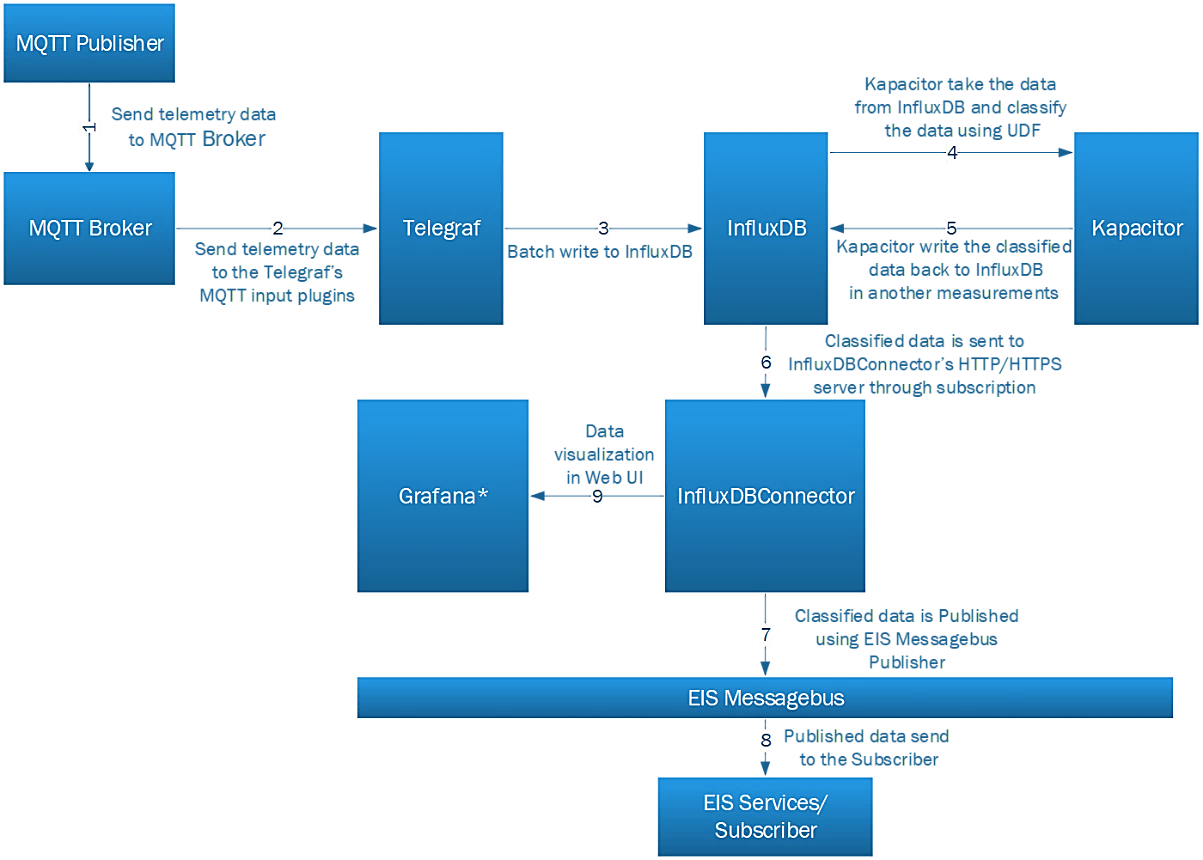 MQTT Publisher
1
Send telemetry data
to MQTT Broker
MQTT Broker
2
Send telemetry data
to the Telegraf's
MQTT input plugins
Telegraf
3
Batch write to InfluxDB
InfluxDB
Kapacitor take the data
from InfluxDB and classify
the data using UDF
4
5
Kapacitor write the classified
data back to InfluxDB
in another measurements
Kapacitor
6
Classified data is sent to
InfluxDBConnector's HTTP/HTTPS
server through subscription
Grafana*
Data
visualization
in Web UI
9
InfluxDBConnector
7
Classified data is Published
using EIS Messagebus
Publisher
EIS Messagebus
8
Published data send
to the Subscriber
EIS Services/
Subscriber